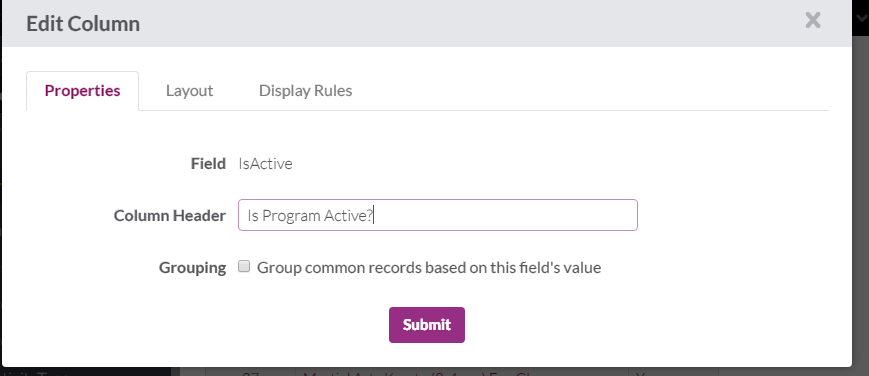 Edit Column
Properties Layout Display Rules
Field IsActive
Column Header Is Program Active?
Grouping Group common records based on this field's value
Submit